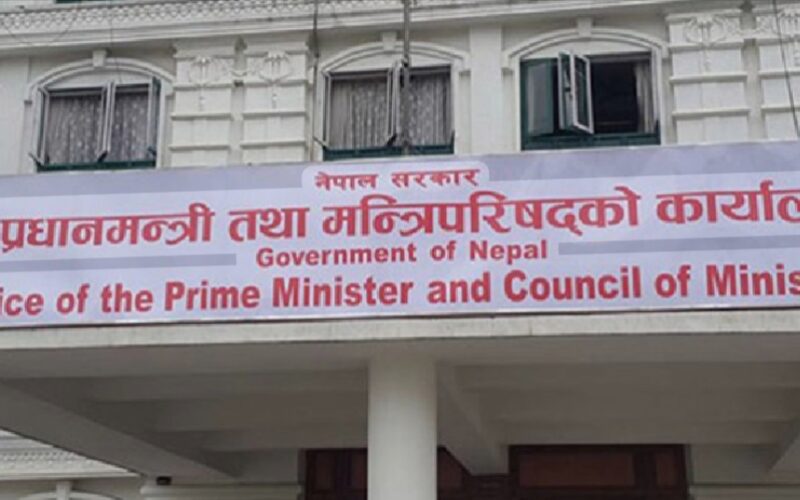 नेपाल सरकार
प्रधानमन्त्री तथा मन्त्रिपरिषद्को कार्याल
Government of Nepal
ice of the Prime Minister and Council of Minis